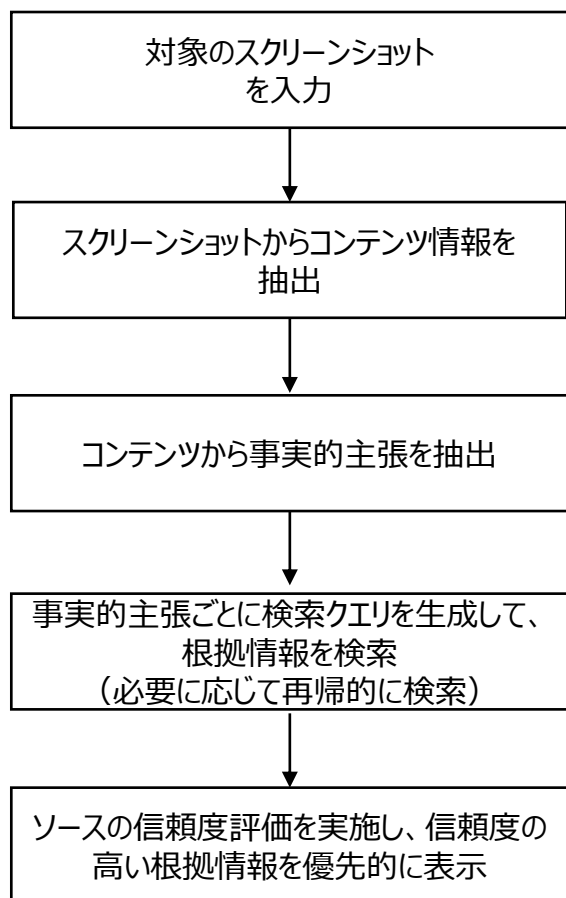 対象のスクリーンショット
を入力
スクリーンショットからコンテンツ情報を
抽出
コンテンツから事実的主張を抽出
事実的主張ごとに検索クエリを生成して、
根拠情報を検索
（必要に応じて再帰的に検索）
ソースの信頼度評価を実施し、信頼度の
高い根拠情報を優先的に表示